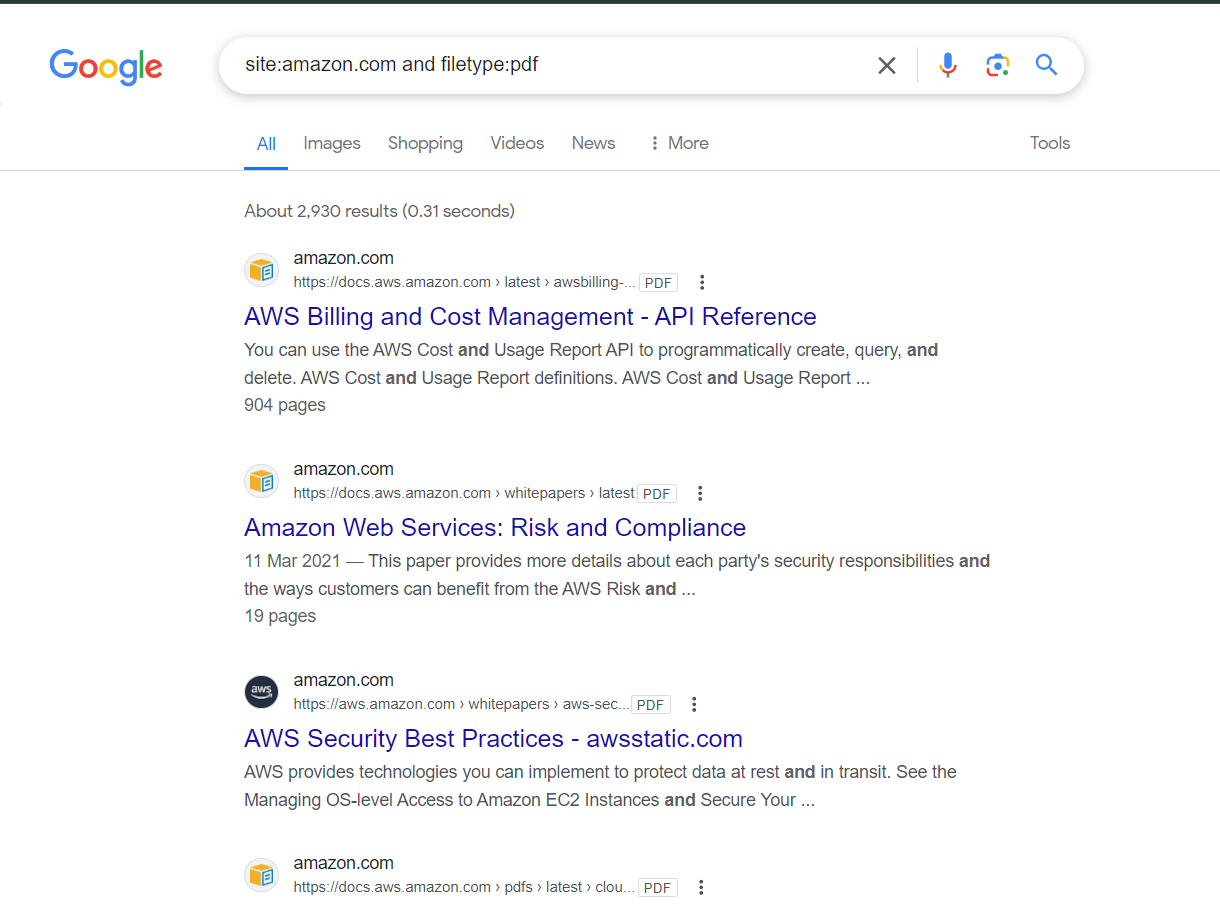 Google
site:amazon.com and filetype:pdf
All Images Shopping Videos News More Tools
About 2,930 results (0.31 seconds)
amazon.com
https://docs.aws.amazon.com › latest › awsbilling-... PDF
AWS Billing and Cost Management - API Reference
You can use the AWS Cost and Usage Report API to programmatically create, query, and
delete. AWS Cost and Usage Report definitions. AWS Cost and Usage Report ...
904 pages
amazon.com
https://docs.aws.amazon.com › whitepapers › latest PDF
Amazon Web Services: Risk and Compliance
11 Mar 2021 — This paper provides more details about each party's security responsibilities and
the ways customers can benefit from the AWS Risk and ...
19 pages
aws
amazon.com
https://aws.amazon.com › whitepapers › aws-sec... PDF
AWS Security Best Practices - awsstatic.com
AWS provides technologies you can implement to protect data at rest and in transit. See the
Managing OS-level Access to Amazon EC2 Instances and Secure Your ...
amazon.com
https://docs.aws.amazon.com › pdfs › latest › clou... PDF